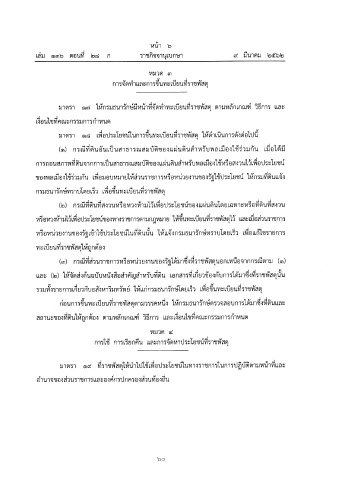 หน้า ๖
เล่ม ๑๓๖ ตอนที่ ๒๘ ก ราชกิจจานุเบกษา ๙ มีนาคม ๒๕๖๒
หมวด ๓
การจัดทำและการขึ้นทะเบียนที่ราชพัสดุ
มาตรา ๑๗ ให้กรมธนารักษ์มีหน้าที่จัดทำทะเบียนที่ราชพัสดุ ตามหลักเกณฑ์ วิธีการ และ
เงื่อนไขที่คณะกรรมการกำหนด
มาตรา ๑๘ เพื่อประโยชน์ในการขึ้นทะเบียนที่ราชพัสดุ ให้ดำเนินการดังต่อไปนี้
(๑) กรณีที่ดินอันเป็นสาธารณสมบัติของแผ่นดินสำหรับพลเมืองใช้ร่วมกัน เมื่อได้มี
การถอนสภาพที่ดินจากการเป็นสาธารณสมบัติของแผ่นดินสำหรับพลเมืองใช้หรือสงวนไว้เพื่อประโยชน์
ของพลเมืองใช้ร่วมกัน เพื่อมอบหมายให้ส่วนราชการหรือหน่วยงานของรัฐใช้ประโยชน์ ให้กรมที่ดินแจ้ง
กรมธนารักษ์ทราบโดยเร็ว เพื่อขึ้นทะเบียนที่ราชพัสดุ
(๒) กรณีที่ดินที่สงวนหรือหวงห้ามไว้เพื่อประโยชน์ของแผ่นดินโดยเฉพาะหรือที่ดินที่สงวน
หรือหวงห้ามไว้เพื่อประโยชน์ของทางราชการตามกฎหมาย ให้ขึ้นทะเบียนที่ราชพัสดุไว้ และเมื่อส่วนราชการ
หรือหน่วยงานของรัฐเข้าใช้ประโยชน์ในที่ดินนั้น ให้แจ้งกรมธนารักษ์ทราบโดยเร็ว เพื่อแก้ไขรายการ
ทะเบียนที่ราชพัสดุให้ถูกต้อง
(๓) กรณีที่ส่วนราชการหรือหน่วยงานของรัฐได้มาซึ่งที่ราชพัสดุนอกเหนือจากกรณีตาม (๑)
และ (๒) ให้จัดส่งต้นฉบับหนังสือสำคัญสำหรับที่ดิน เอกสารที่เกี่ยวข้องกับการได้มาซึ่งที่ราชพัสดุนั้น
รวมทั้งรายการเกี่ยวกับอสังหาริมทรัพย์ ให้แก่กรมธนารักษ์โดยเร็ว เพื่อขึ้นทะเบียนที่ราชพัสดุ
ก่อนการขึ้นทะเบียนที่ราชพัสดุตามวรรคหนึ่ง ให้กรมธนารักษ์ตรวจสอบการได้มาซึ่งที่ดินและ
สถานะของที่ดินให้ถูกต้อง ตามหลักเกณฑ์ วิธีการ และเงื่อนไขที่คณะกรรมการกำหนด
หมวด ๔
การใช้ การเรียกคืน และการจัดหาประโยชน์ที่ราชพัสดุ
มาตรา ๑๙ ที่ราชพัสดุให้นำไปใช้เพื่อประโยชน์ในทางราชการในการปฏิบัติตามหน้าที่และ
อำนาจของส่วนราชการและองค์กรปกครองส่วนท้องถิ่น
๖๐